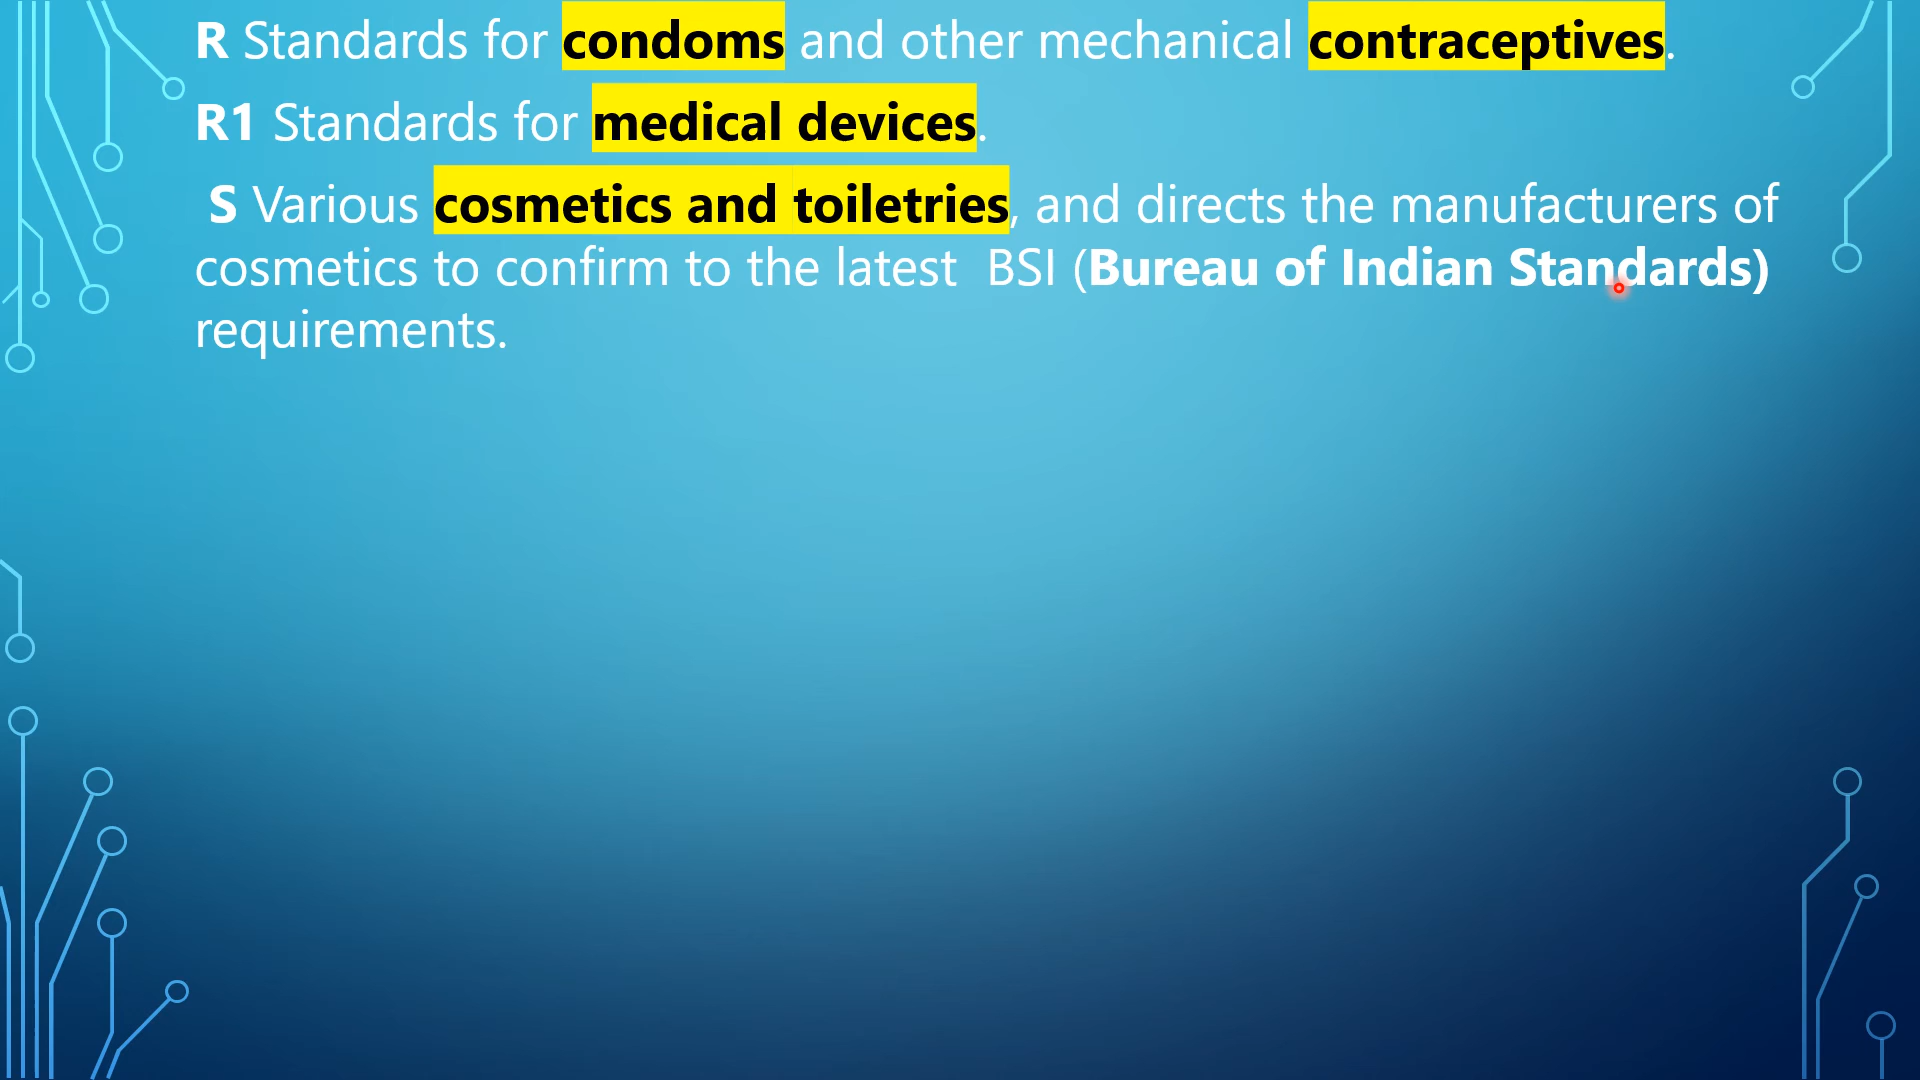 R Standards for condoms and other mechanical contraceptives.
R1 Standards for medical devices.
S Various cosmetics and toiletries, and directs the manufacturers of
cosmetics to confirm to the latest  BSI (Bureau of Indian Standards)
requirements.